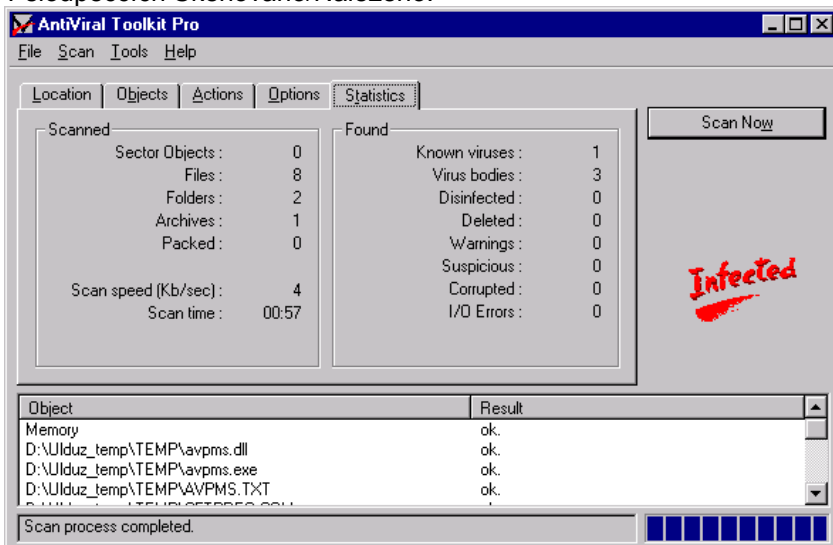 AntiViral Toolkit Pro
File Scan Tools Help
Location Objects Actions Options Statistics
Scan Now
Scanned
Sector Objects : 0
Files : 8
Folders : 2
Archives : 1
Packed : 0
Scan speed (Kb/sec) : 4
Scan time : 00:57
Found
Known viruses : 1
Virus bodies : 3
Disinfected : 0
Deleted : 0
Warnings : 0
Suspicious : 0
Corrupted : 0
I/O Errors : 0
Infected
Object Result
Memory ok.
D:\Ulduz_temp\TEMP\avpms.dll ok.
D:\Ulduz_temp\TEMP\avpms.exe ok.
D:\Ulduz_temp\TEMP\AVPMS.TXT ok.
Scan process completed.